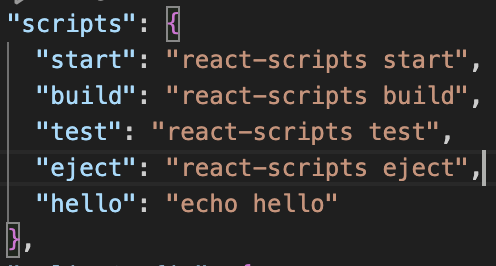 "scripts": {
"start": "react-scripts start",
"build": "react-scripts build",
"test": "react-scripts test",
"eject": "react-scripts eject",
"hello": "echo hello"
},